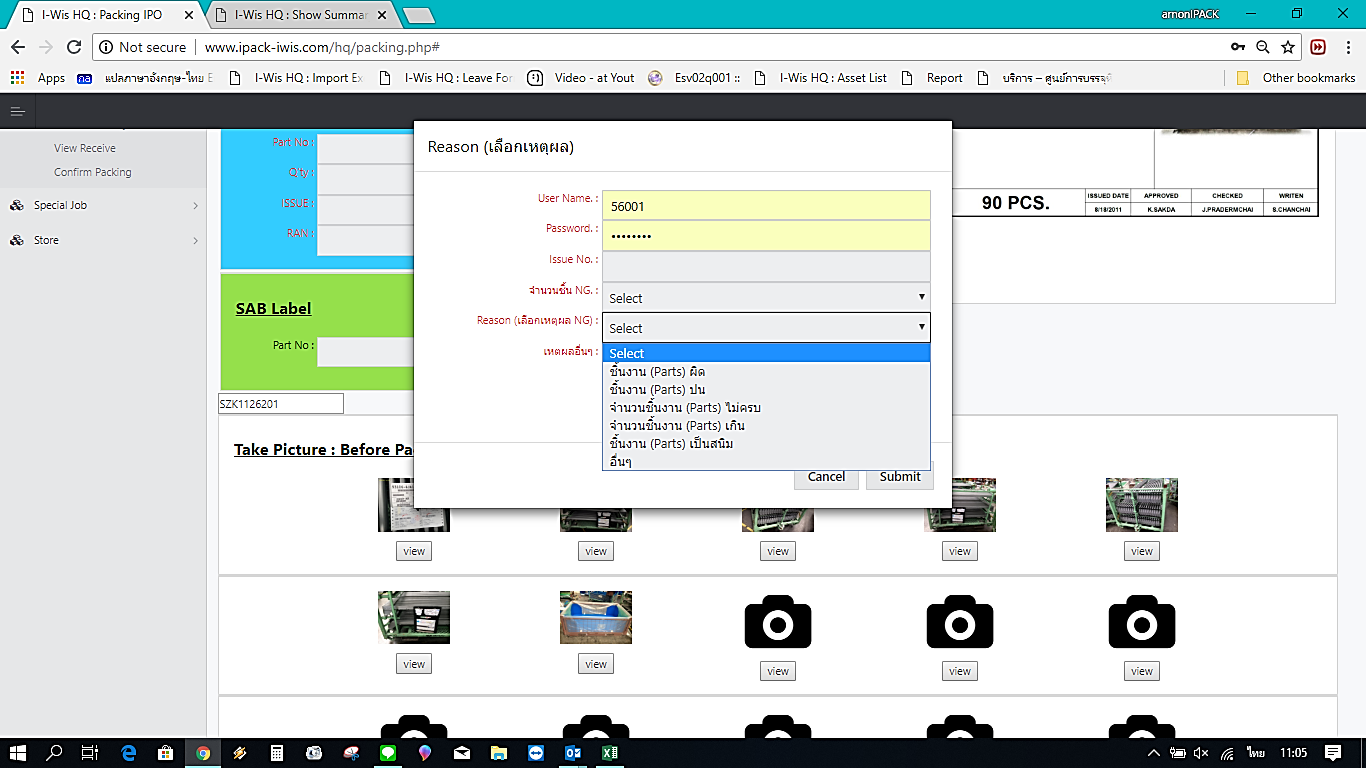 I-Wis HQ : Packing IPO
I-Wis HQ : Show Summar
arnonIPACK
Not secure
www.ipack-iwis.com/hq/packing.php#
Apps
แปลภาษาอังกฤษ-ไทย E
I-Wis HQ : Import Ex
I-Wis HQ : Leave For
Video - at Yout
Esv02q001 ::
I-Wis HQ : Asset List
Report
บริการ – ศูนย์การบรรจุ
Other bookmarks
View Receive
Confirm Packing
Special Job
Store
Part No :
Q'ty :
ISSUE :
RAN :
SAB Label
Part No :
SZK1126201
Reason (เลือกเหตุผล)
User Name. :
56001
Password. :
••••••••
Issue No. :
จำนวนชิ้น NG. :
Select
Reason (เลือกเหตุผล NG) :
Select
เหตผลอื่นๆ :
Select
ชิ้นงาน (Parts) ผิด
ชิ้นงาน (Parts) ปน
จำนวนชิ้นงาน (Parts) ไม่ครบ
จำนวนชิ้นงาน (Parts) เกิน
ชิ้นงาน (Parts) เป็นสนิม
อื่นๆ
Cancel
Submit
90 PCS.
ISSUED DATE
APPROVED
CHECKED
WRITEN
8/18/2011
K.SAKDA
J.PRADERMCHAI
S.CHANCHAI
Take Picture : Before Pa
view
view
view
view
view
view
view
view
view
view
ไทย
11:05